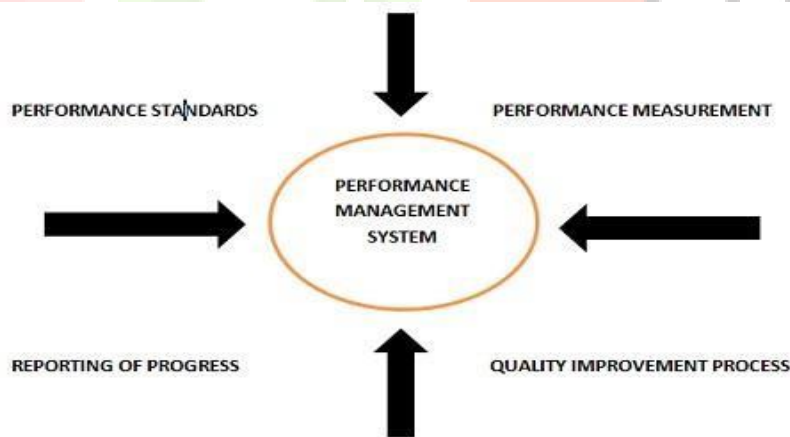 PERFORMANCE STANDARDS
PERFORMANCE MEASUREMENT
PERFORMANCE
MANAGEMENT
SYSTEM
REPORTING OF PROGRESS
QUALITY IMPROVEMENT PROCESS